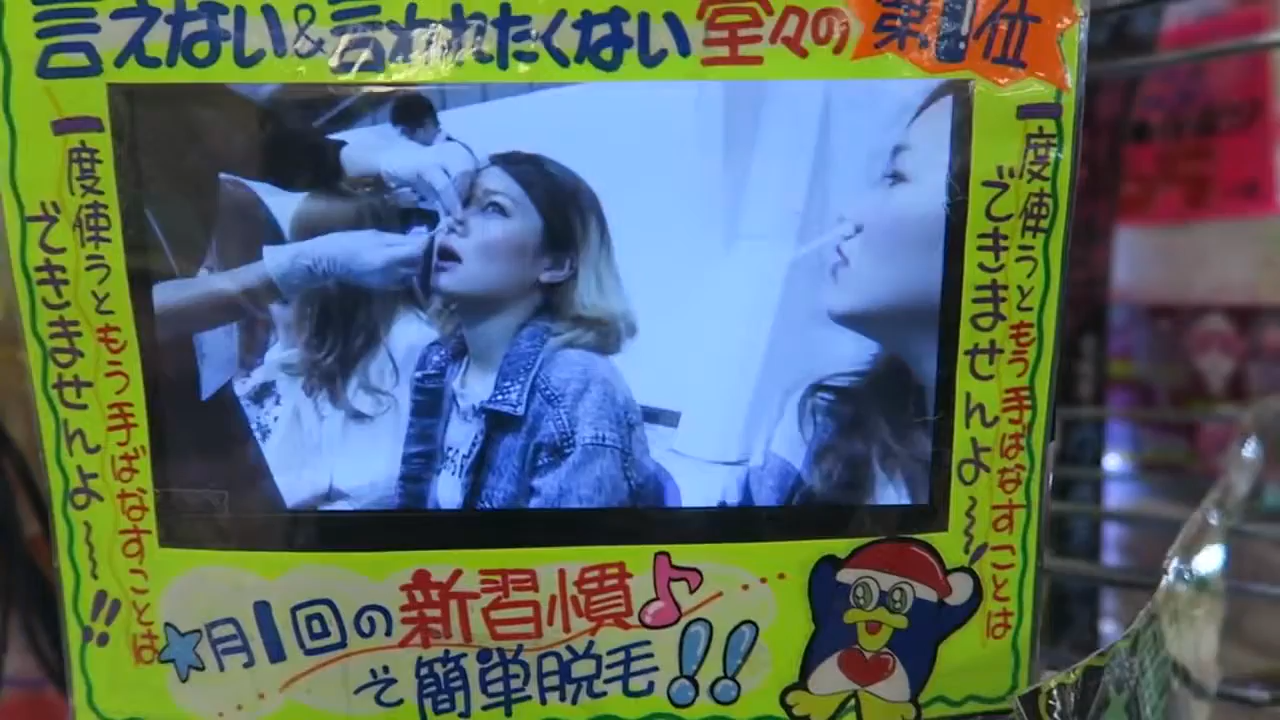 言えない&言われたくない堂々の第1位
一度使うともう手ばなすことは
できませんよ〜!!
一度使うともう手ばなすことは
できませんよ〜!
月1回の新習慣♪
で簡単脱毛!!